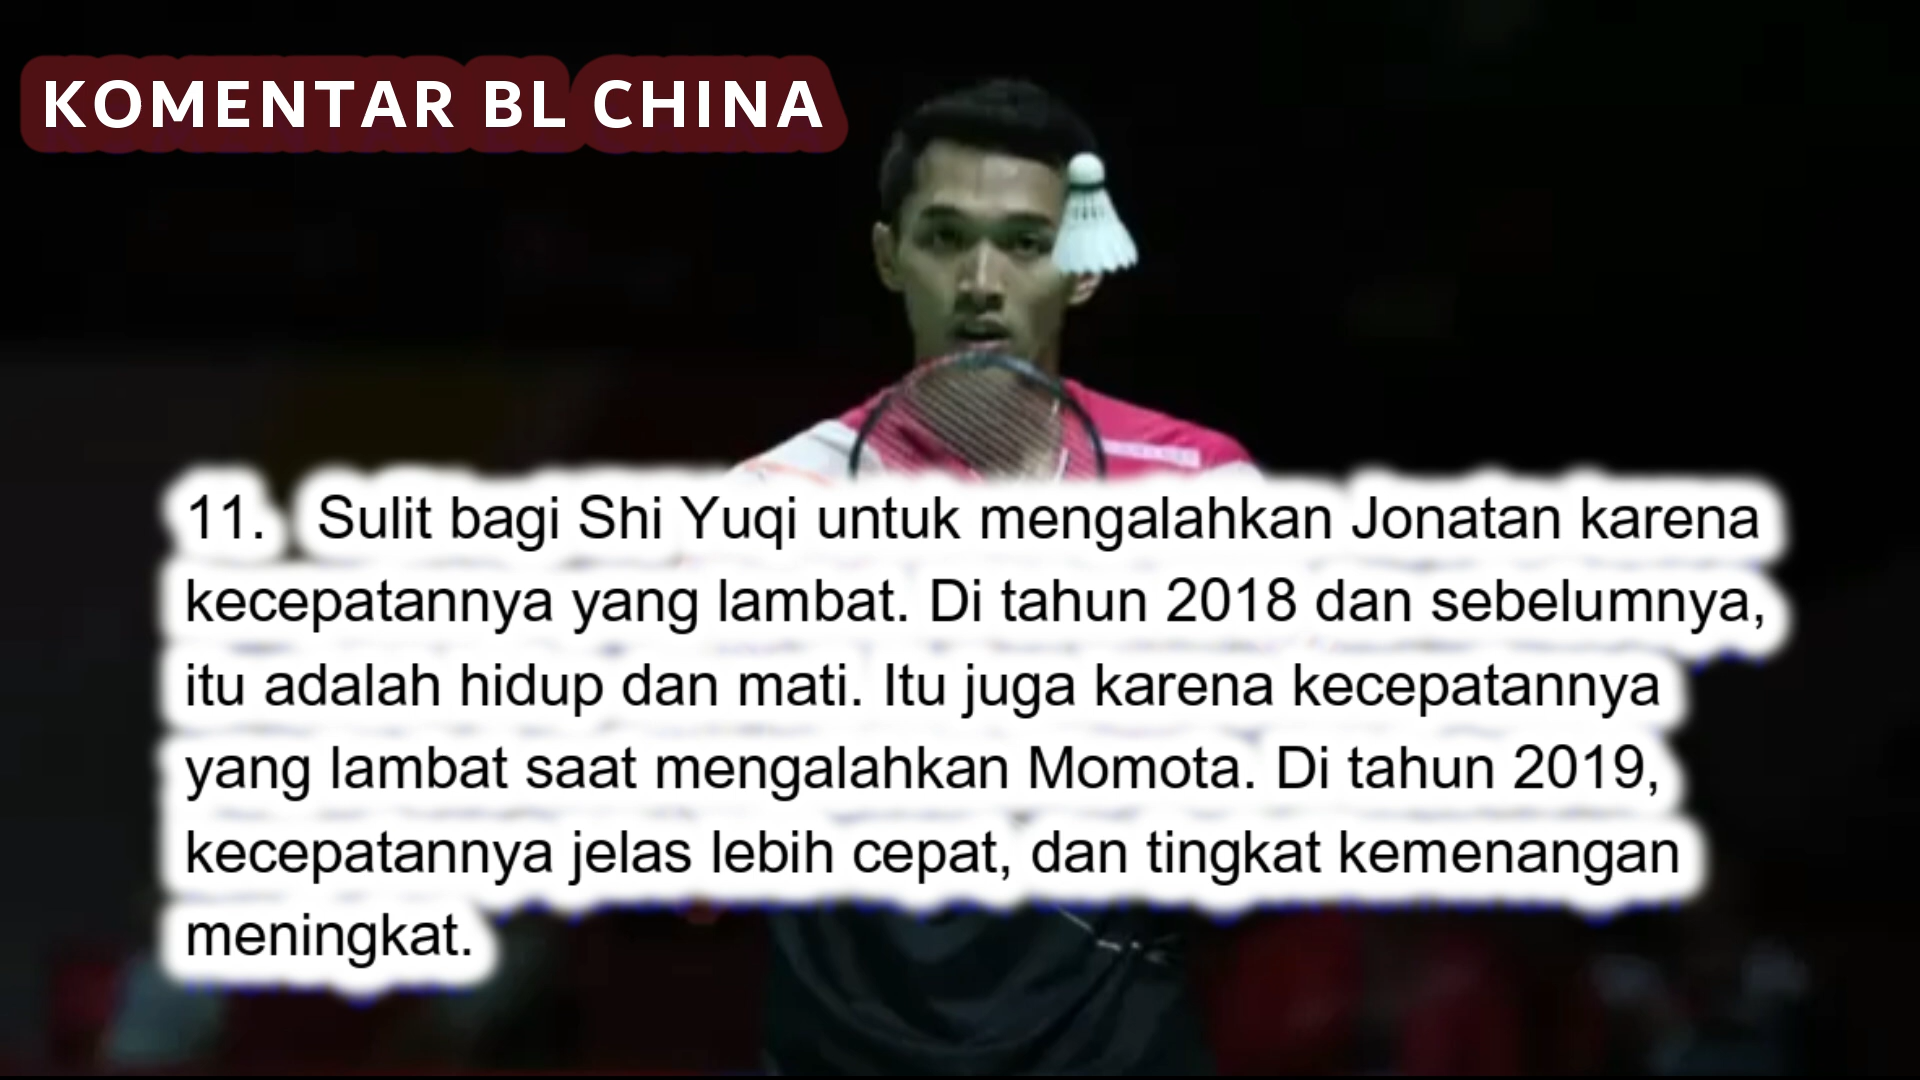 KOMENTAR BL CHINA
11. Sulit bagi Shi Yuqi untuk mengalahkan Jonatan karena
kecepatannya yang lambat. Di tahun 2018 dan sebelumnya,
itu adalah hidup dan mati. Itu juga karena kecepatannya
yang lambat saat mengalahkan Momota. Di tahun 2019,
kecepatannya jelas lebih cepat, dan tingkat kemenangan
meningkat.